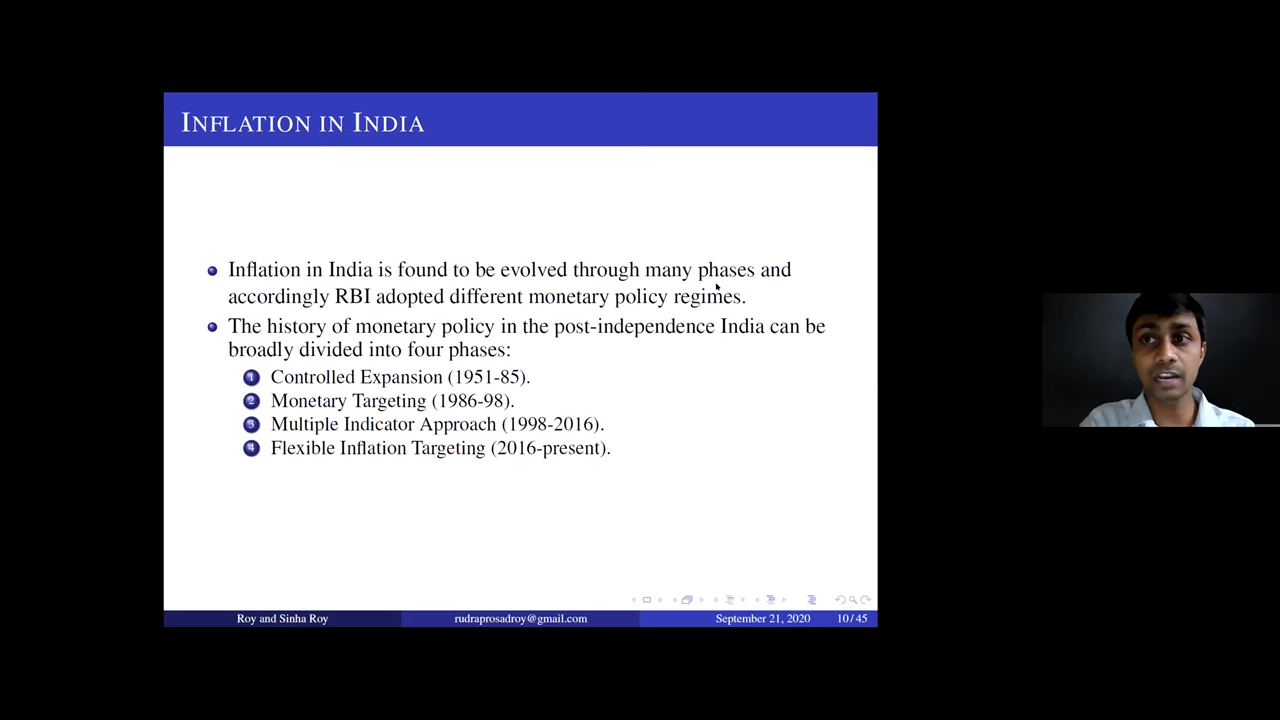 INFLATION IN INDIA
Inflation in India is found to be evolved through many phases and
accordingly RBI adopted different monetary policy regimes.
The history of monetary policy in the post-independence India can be
broadly divided into four phases:
1 Controlled Expansion (1951-85).
2 Monetary Targeting (1986-98).
3 Multiple Indicator Approach (1998-2016).
4 Flexible Inflation Targeting (2016-present).
Roy and Sinha Roy rudraprosadroy@gmail.com September 21, 2020 10/45